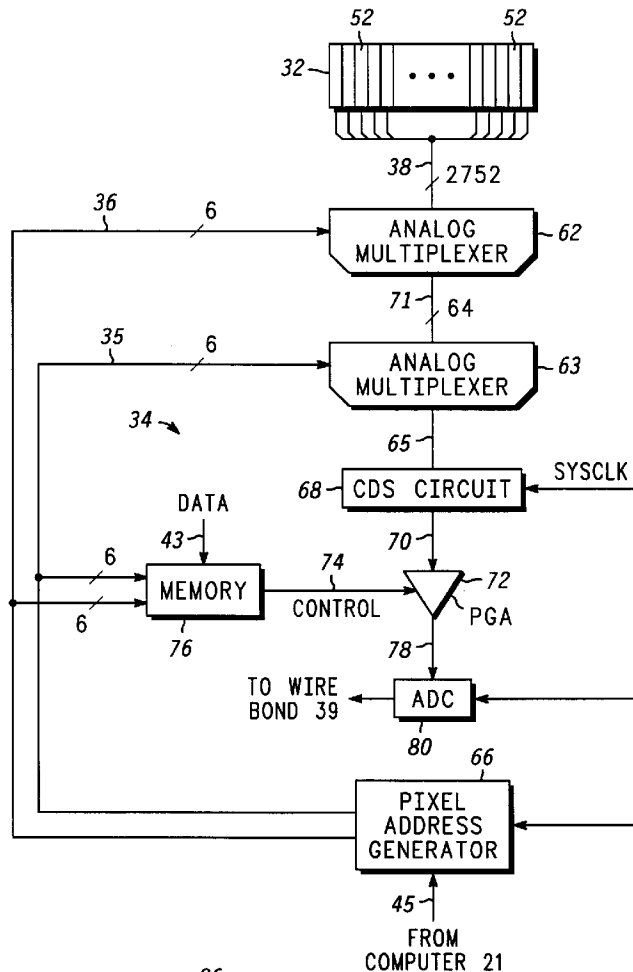 52 52
32
38
2752
36 6
ANALOG
MULTIPLEXER
62
71
64
35 6
ANALOG
MULTIPLEXER
63
34
65
SYSCLK
68 CDS CIRCUIT
DATA
43
70
6
74
72
MEMORY
CONTROL
PGA
6
76
78
TO WIRE
BOND 39
ADC
80
66
PIXEL
ADDRESS
GENERATOR
45
FROM
COMPUTER 21